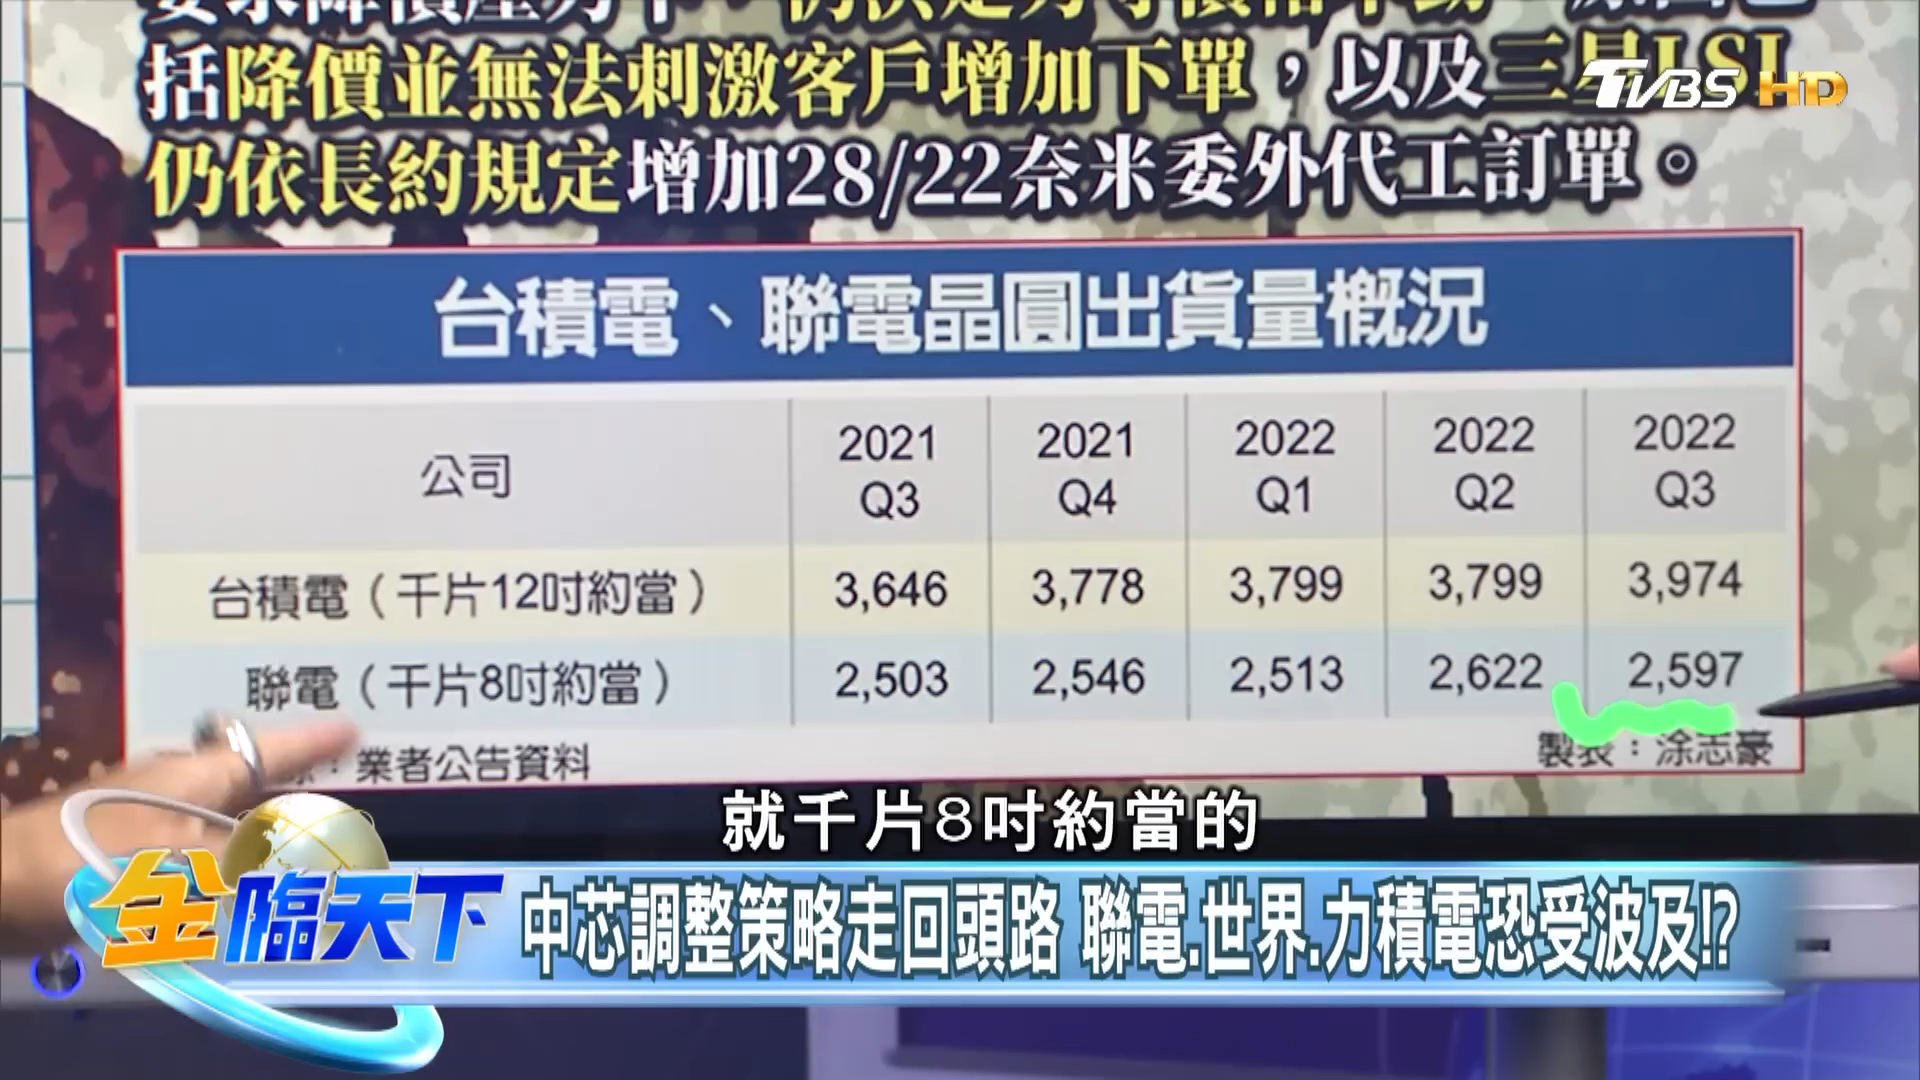 括降價並無法刺激客戶增加下單，以及三星LSI
TVBS HD
仍依長約規定增加28/22奈米委外代工訂單。
台積電、聯電晶圓出貨量概況
公司 2021 Q3 2021 Q4 2022 Q1 2022 Q2 2022 Q3
台積電（千片12吋約當） 3,646 3,778 3,799 3,799 3,974
聯電（千片8吋約當） 2,503 2,546 2,513 2,622 2,597
：業者公告資料 製表：涂志豪
就千片8吋約當的
金臨天下 中芯調整策略走回頭路 聯電.世界.力積電恐受波及!?